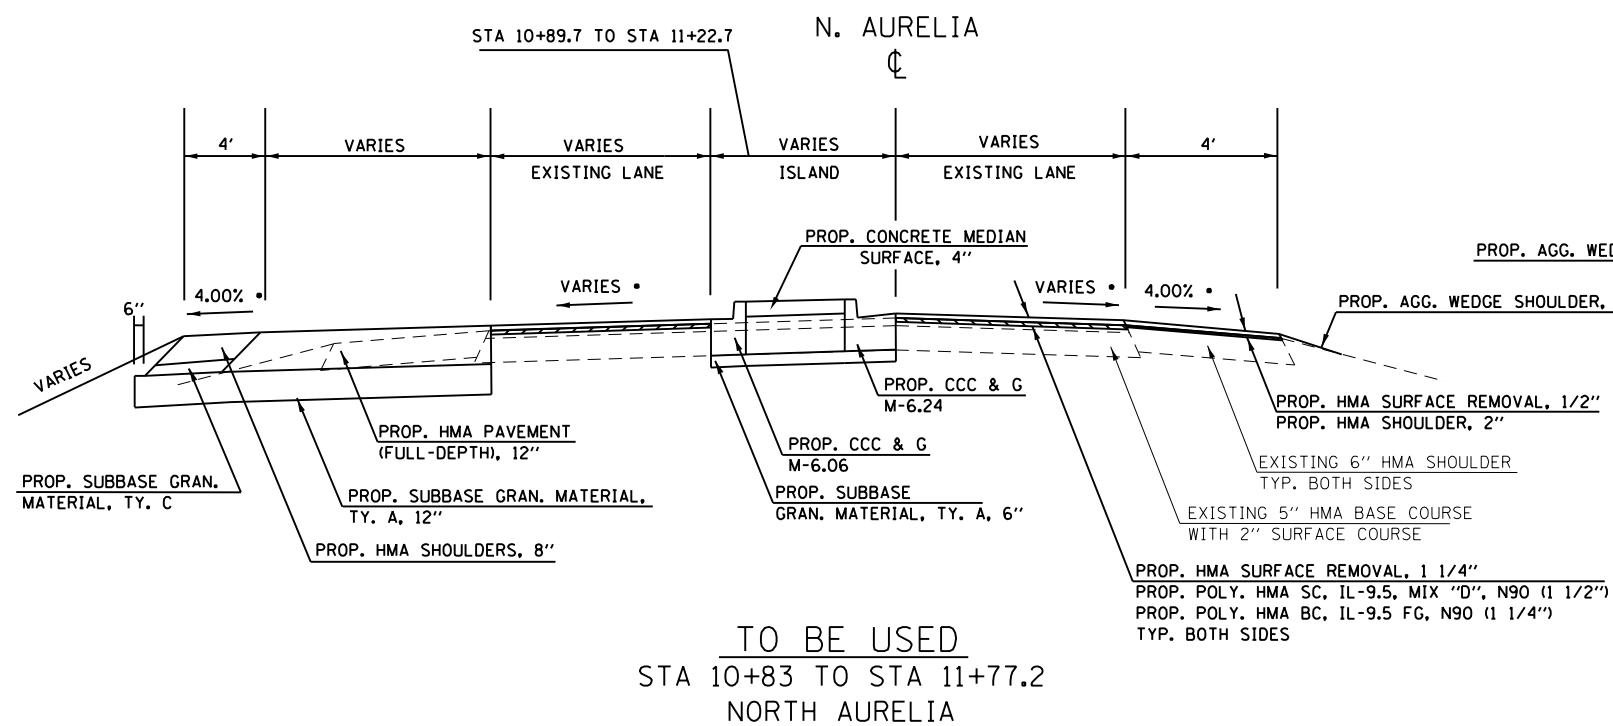 N. AURELIA
STA 10+89.7 TO STA 11+22.7
℄
4' VARIES VARIES VARIES VARIES 4'
EXISTING LANE ISLAND EXISTING LANE
PROP. CONCRETE MEDIAN
SURFACE, 4"
PROP. AGG. WED
6" 4.00% • VARIES • VARIES • 4.00% •
PROP. AGG. WEDGE SHOULDER,
VARIES
PROP. CCC & G
M-6.24
PROP. HMA SURFACE REMOVAL, 1/2"
PROP. HMA SHOULDER, 2"
PROP. HMA PAVEMENT
(FULL-DEPTH), 12"
PROP. CCC & G
M-6.06
EXISTING 6" HMA SHOULDER
TYP. BOTH SIDES
PROP. SUBBASE GRAN.
MATERIAL, TY. C
PROP. SUBBASE GRAN. MATERIAL,
TY. A, 12"
PROP. SUBBASE
GRAN. MATERIAL, TY. A, 6"
EXISTING 5" HMA BASE COURSE
WITH 2" SURFACE COURSE
PROP. HMA SHOULDERS, 8"
PROP. HMA SURFACE REMOVAL, 1 1/4"
PROP. POLY. HMA SC, IL-9.5, MIX "D", N90 (1 1/2")
PROP. POLY. HMA BC, IL-9.5 FG, N90 (1 1/4")
TYP. BOTH SIDES
TO BE USED
STA 10+83 TO STA 11+77.2
NORTH AURELIA